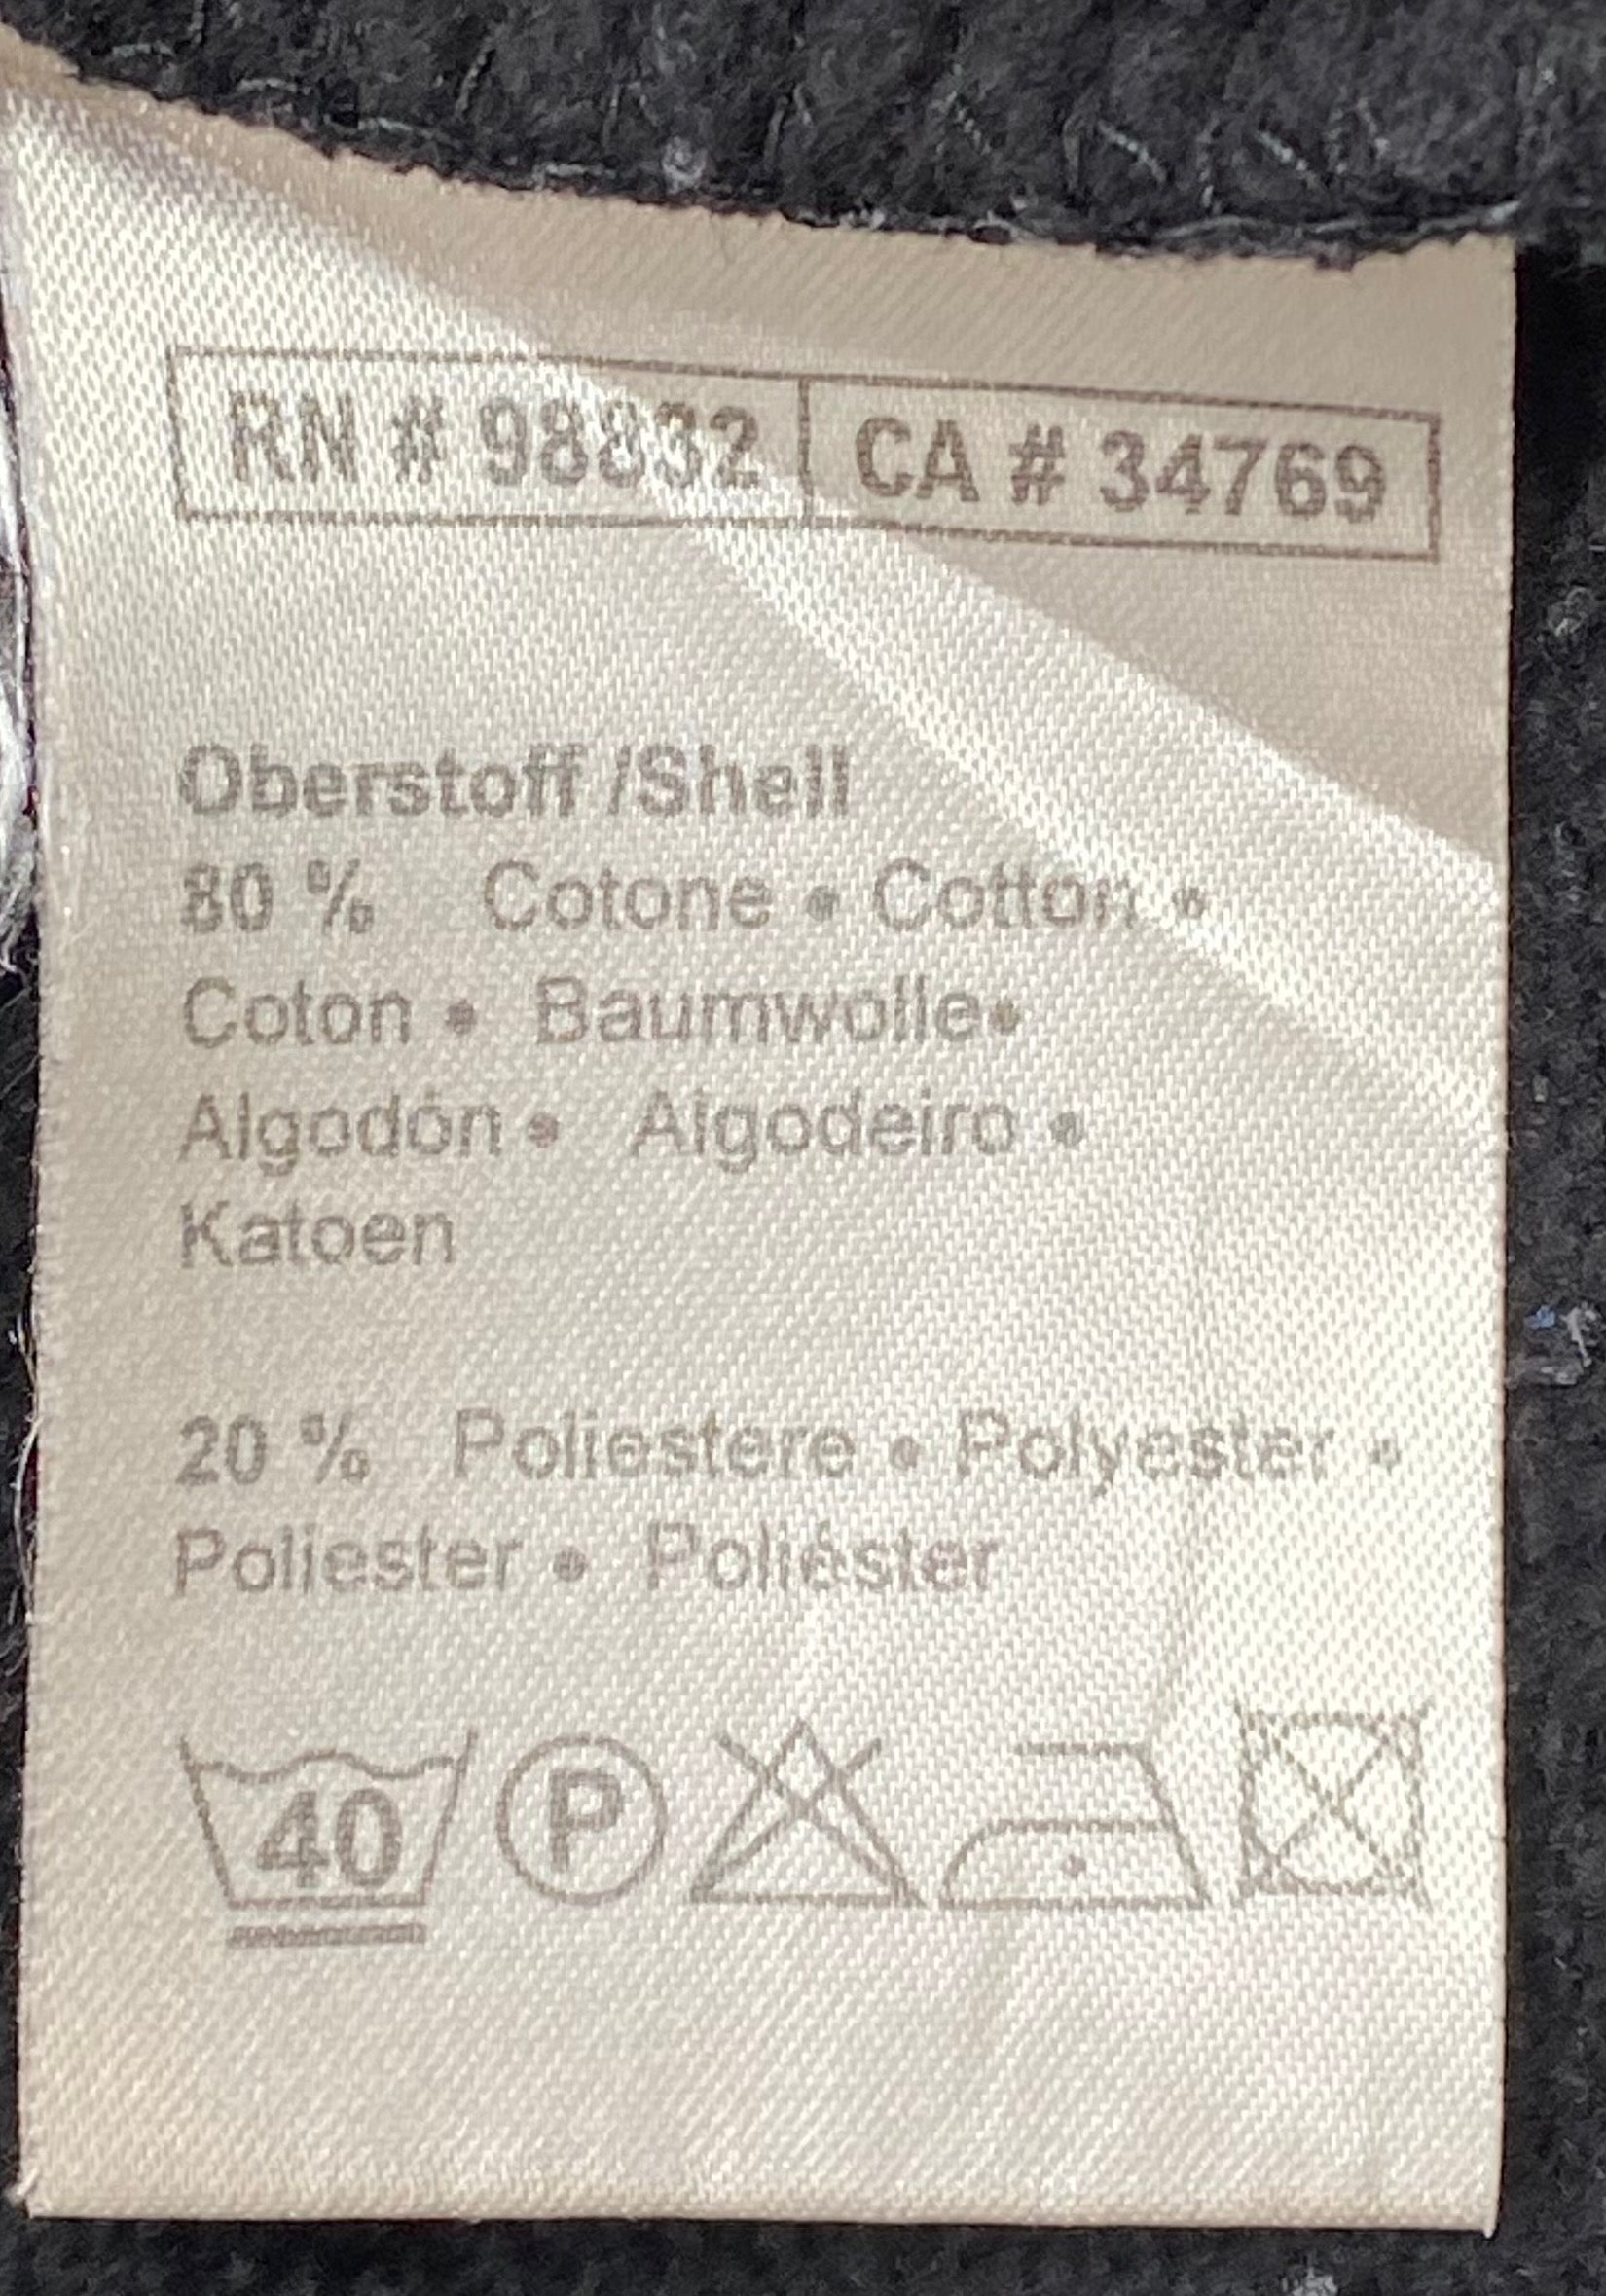 RN # 98832 CA # 34769
Oberstoff /Shell
80 % Cotone • Cotton •
Coton • Baumwolle•
Algodón • Algodeiro •
Katoen
20 % Poliestere • Polyester •
Poliester • Poliéster
40 P